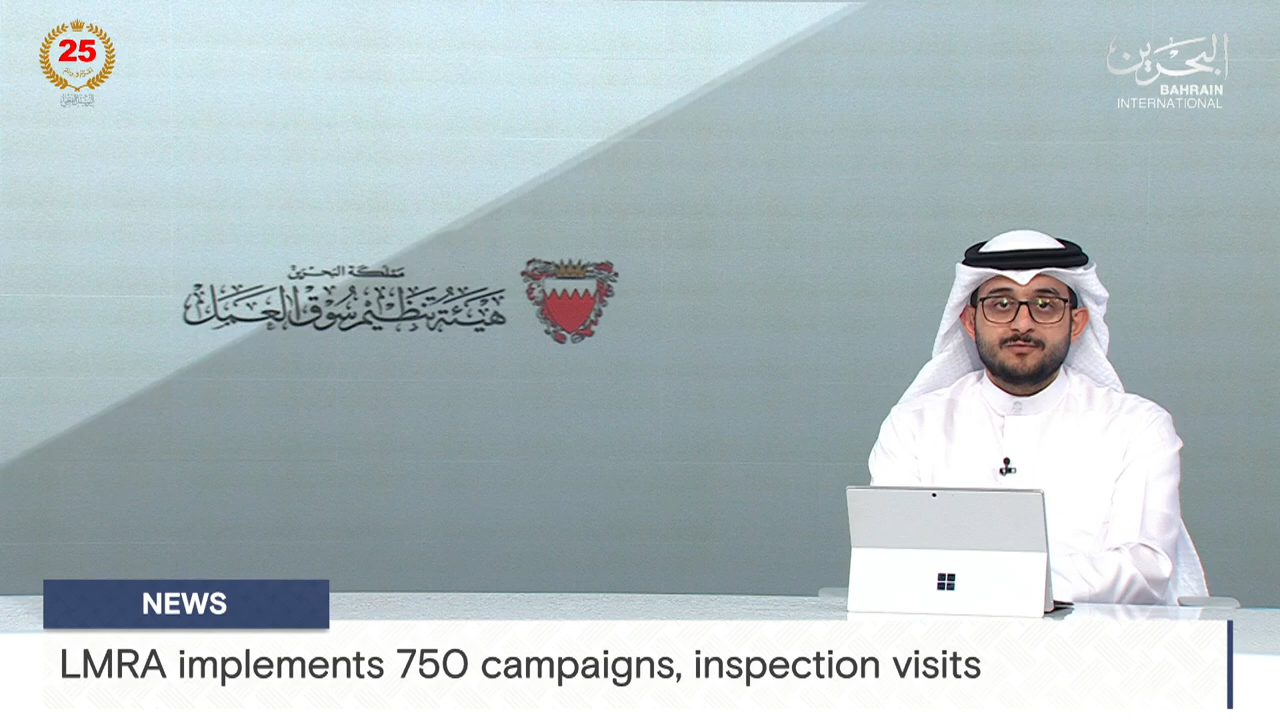 25
البحرين
BAHRAIN
INTERNATIONAL
مملكة البحرين
هيئة تنظيم سوق العمل
NEWS
LMRA implements 750 campaigns, inspection visits